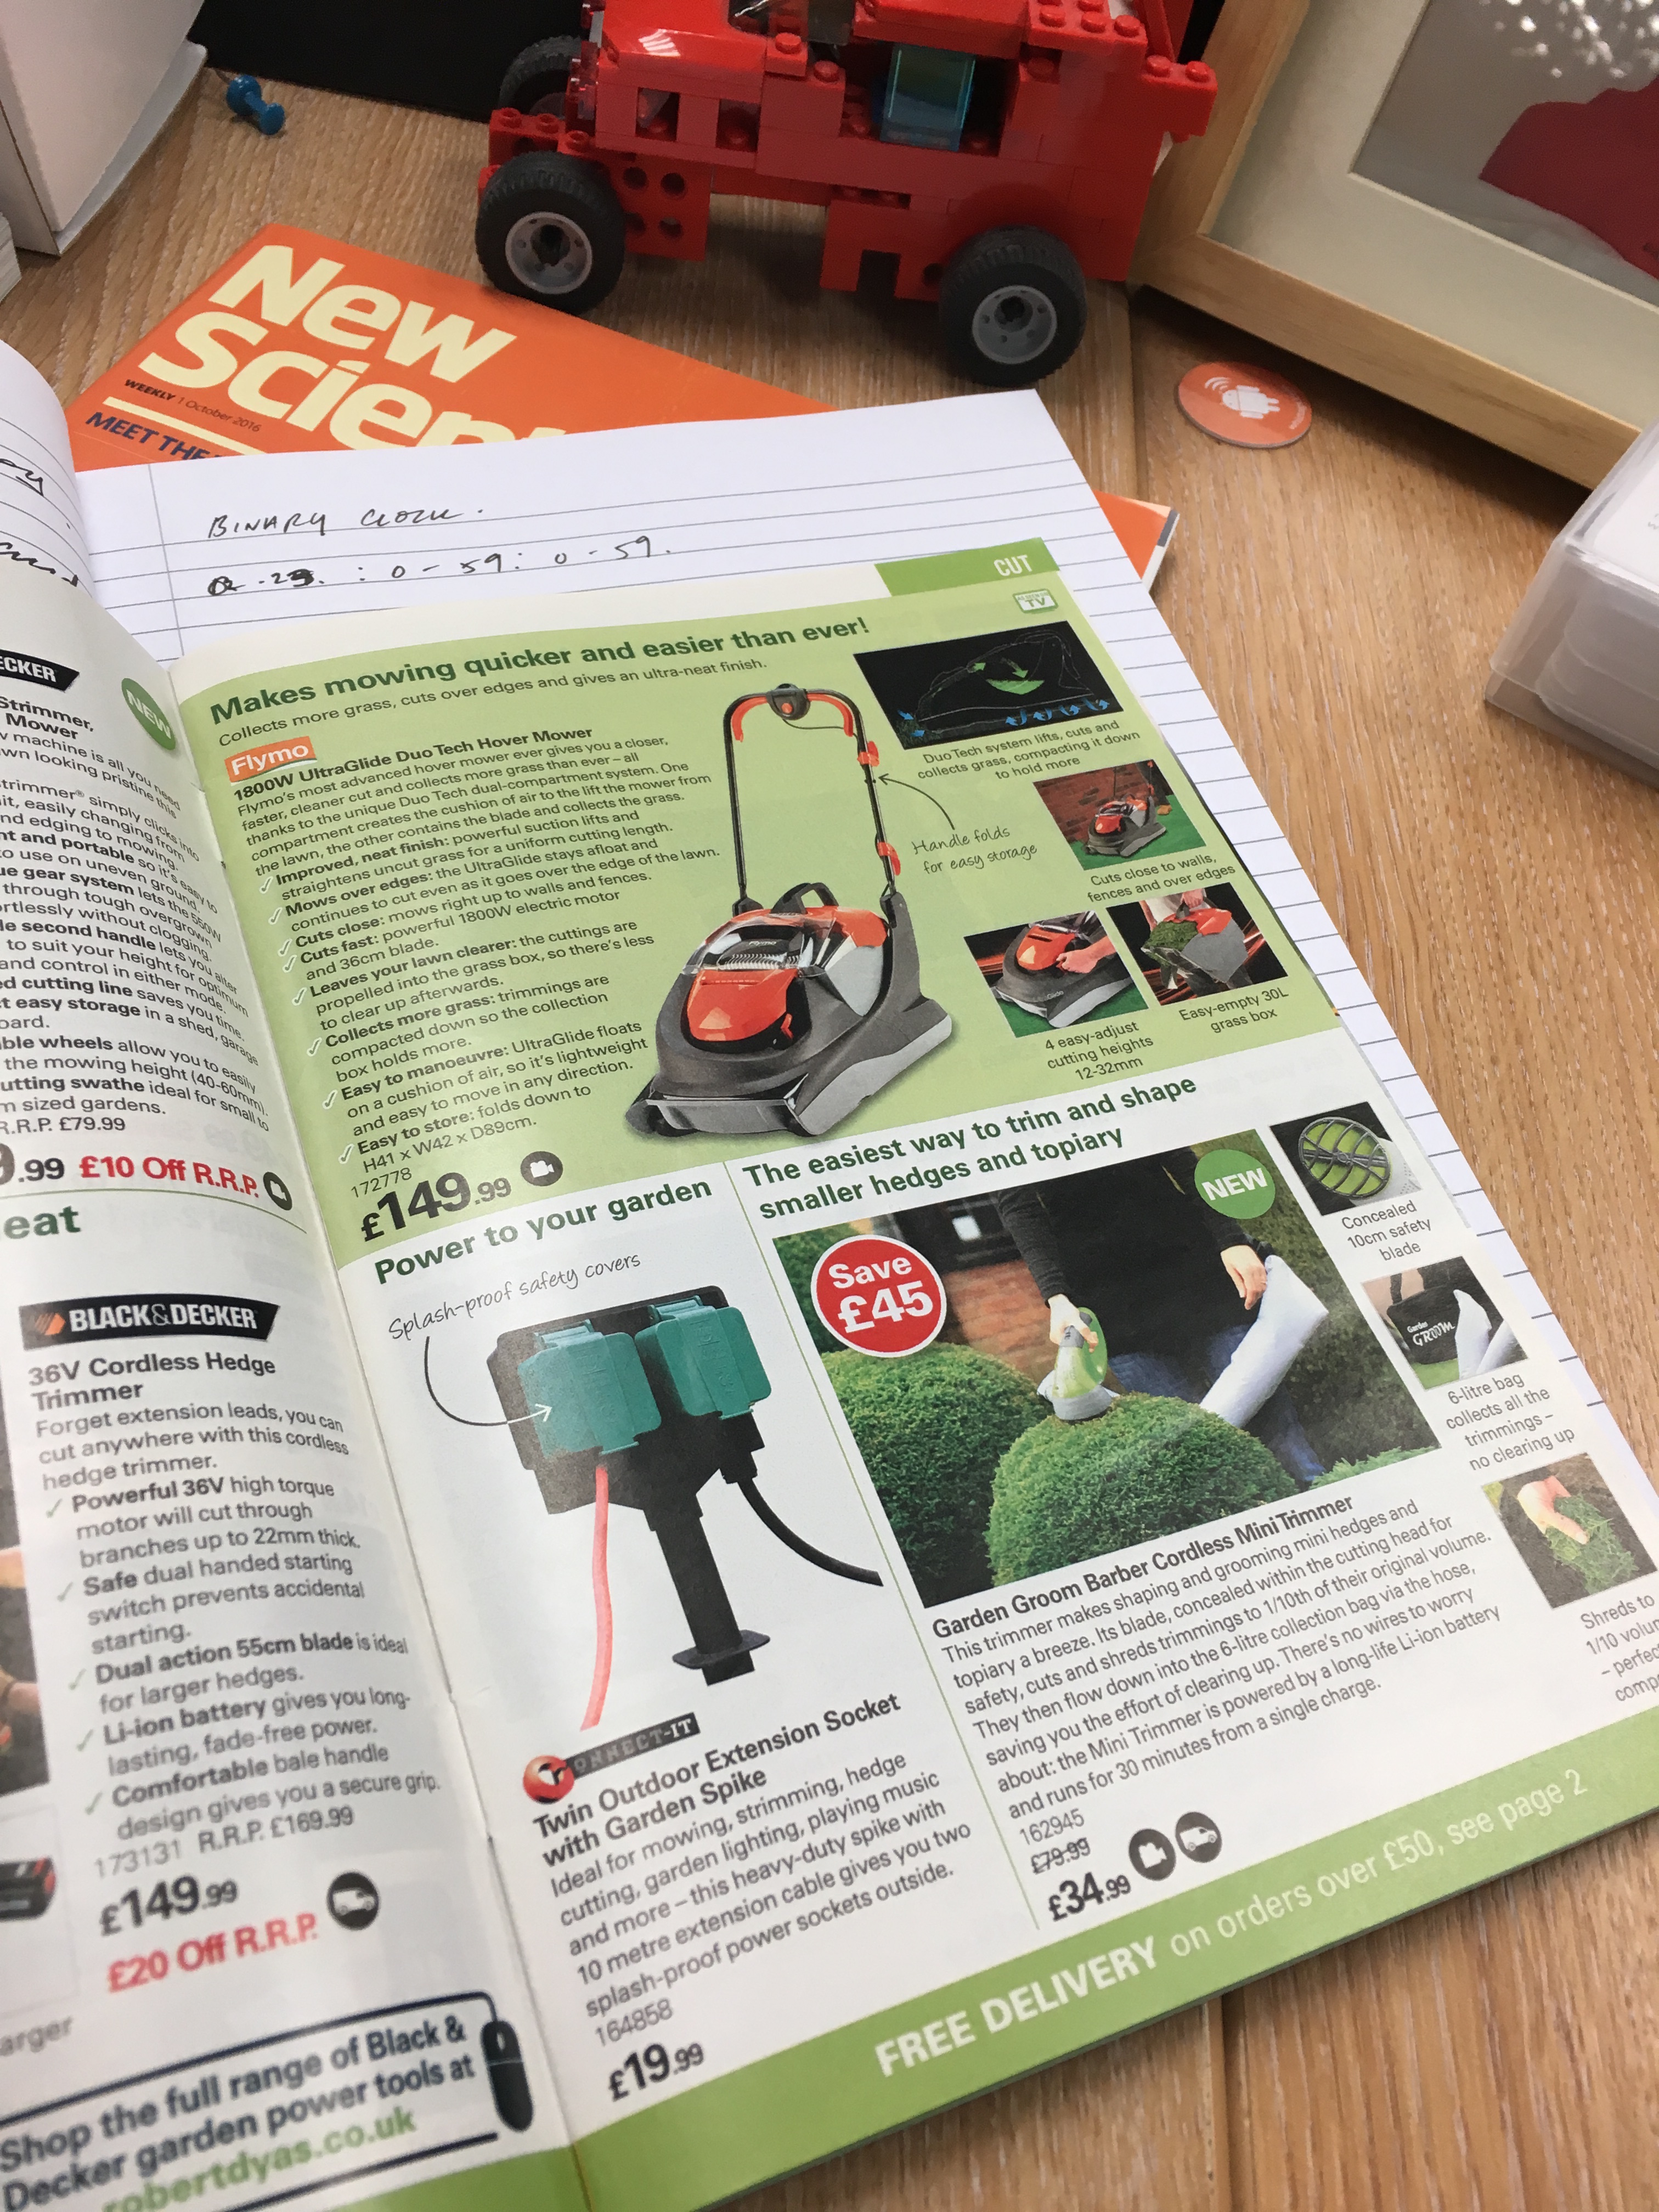 New
Scien
WEEKLY 1 October 2016
MEET THE
BINARY CLOCK.
: 0 - 59 : 0 - 59.
CUT
TV
Makes mowing quicker and easier than ever!
Collects more grass, cuts over edges and gives an ultra-neat finish.
Flymo
1800W UltraGlide Duo Tech Hover Mower
Flymo's most advanced hover mower ever gives you a closer,
faster, cleaner cut and collects more grass than ever – all
thanks to the unique Duo Tech dual-compartment system. One
compartment creates the cushion of air to the lift the mower from
the lawn, the other contains the blade and collects the grass.
✓ Improved, neat finish: powerful suction lifts and
straightens uncut grass for a uniform cutting length.
✓ Mows over edges: the UltraGlide stays afloat and
continues to cut even as it goes over the edge of the lawn.
✓ Cuts close: mows right up to walls and fences.
✓ Cuts fast: powerful 1800W electric motor
and 36cm blade.
✓ Leaves your lawn clearer: the cuttings are
propelled into the grass box, so there's less
to clear up afterwards.
✓ Collects more grass: trimmings are
compacted down so the collection
box holds more.
✓ Easy to manoeuvre: UltraGlide floats
on a cushion of air, so it's lightweight
and easy to move in any direction.
✓ Easy to store: folds down to
H41 x W42 x D89cm.
172778
£149.99
Duo Tech system lifts, cuts and
collects grass, compacting it down
to hold more
Handle folds
for easy storage
Cuts close to walls,
fences and over edges
4 easy-adjust
cutting heights
12-32mm
Easy-empty 30L
grass box
Power to your garden
Splash-proof safety covers
CONNECT-IT
Twin Outdoor Extension Socket
with Garden Spike
Ideal for mowing, strimming, hedge
cutting, garden lighting, playing music
and more – this heavy-duty spike with
10 metre extension cable gives you two
splash-proof power sockets outside.
164858
£19.99
The easiest way to trim and shape
smaller hedges and topiary
NEW
Save
£45
Concealed
10cm safety
blade
Garden
GROOM
6-litre bag
collects all the
trimmings –
no clearing up
Shreds to
1/10 volum
– perfec
comp
Garden Groom Barber Cordless Mini Trimmer
This trimmer makes shaping and grooming mini hedges and
topiary a breeze. Its blade, concealed within the cutting head for
safety, cuts and shreds trimmings to 1/10th of their original volume.
They then flow down into the 6-litre collection bag via the hose,
saving you the effort of clearing up. There's no wires to worry
about: the Mini Trimmer is powered by a long-life Li-ion battery
and runs for 30 minutes from a single charge.
162945
£79.99
£34.99
FREE DELIVERY on orders over £50, see page 2
ECKER
NEW
Strimmer,
Mower
machine is all you need
wn looking pristine this
trimmer® simply clicks into
it, easily changing from
nd edging to mowing.
nt and portable so it's easy to
o use on uneven ground.
ue gear system lets the 550W
through tough overgrown
ortlessly without clogging.
le second handle lets you alter
to suit your height for optimum
and control in either mode.
ed cutting line saves you time.
t easy storage in a shed, garage
oard.
ble wheels allow you to easily
the mowing height (40-60mm).
utting swathe ideal for small to
m sized gardens.
R.R.P. £79.99
9.99 £10 Off R.R.P.
eat
BLACK&DECKER
36V Cordless Hedge
Trimmer
Forget extension leads, you can
cut anywhere with this cordless
hedge trimmer.
✓ Powerful 36V high torque
motor will cut through
branches up to 22mm thick.
✓ Safe dual handed starting
switch prevents accidental
starting.
✓ Dual action 55cm blade is ideal
for larger hedges.
✓ Li-ion battery gives you long-
lasting, fade-free power.
✓ Comfortable bale handle
design gives you a secure grip.
173131 R.R.P. £169.99
£149.99
£20 Off R.R.P.
arger
Shop the full range of Black &
Decker garden power tools at
robertdyas.co.uk